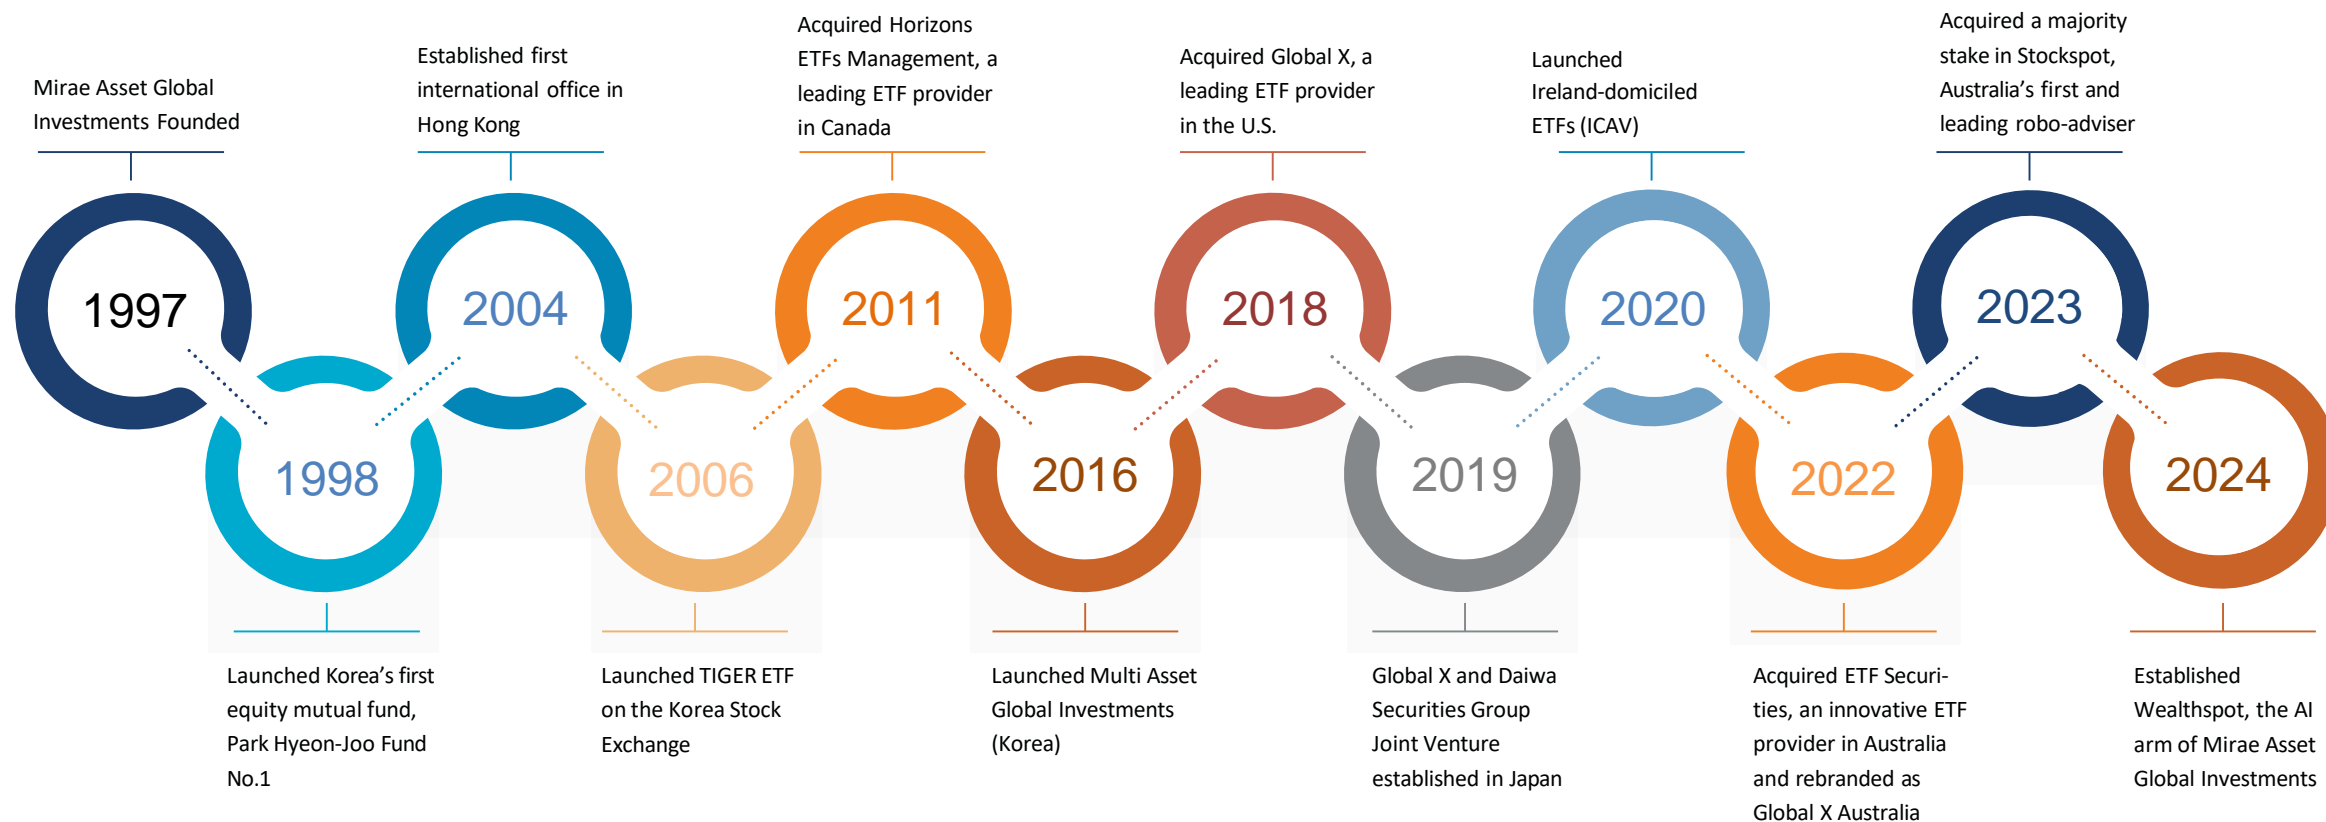 Mirae Asset Global
Investments Founded
1997
1998
Launched Korea’s first
equity mutual fund,
Park Hyeon-Joo Fund
No.1
Established first
international office in
Hong Kong
2004
2006
Launched TIGER ETF
on the Korea Stock
Exchange
Acquired Horizons
ETFs Management, a
leading ETF provider
in Canada
2011
2016
Launched Multi Asset
Global Investments
(Korea)
Acquired Global X, a
leading ETF provider
in the U.S.
2018
2019
Global X and Daiwa
Securities Group
Joint Venture
established in Japan
Launched
Ireland-domiciled
ETFs (ICAV)
2020
2022
Acquired ETF Securi-
ties, an innovative ETF
provider in Australia
and rebranded as
Global X Australia
Acquired a majority
stake in Stockspot,
Australia’s first and
leading robo-adviser
2023
2024
Established
Wealthspot, the AI
arm of Mirae Asset
Global Investments